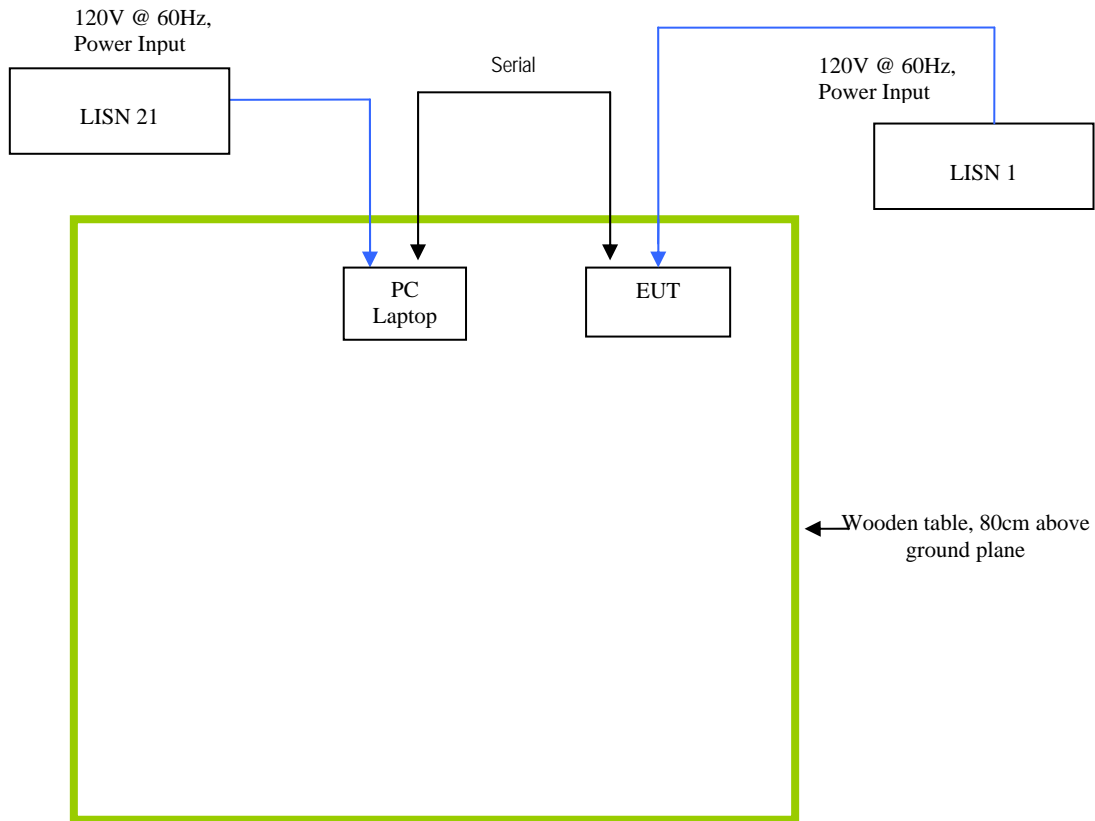 120V @ 60Hz,
Power Input
LISN 21
Serial
120V @ 60Hz,
Power Input
LISN 1
PC
Laptop
EUT
Wooden table, 80cm above
ground plane